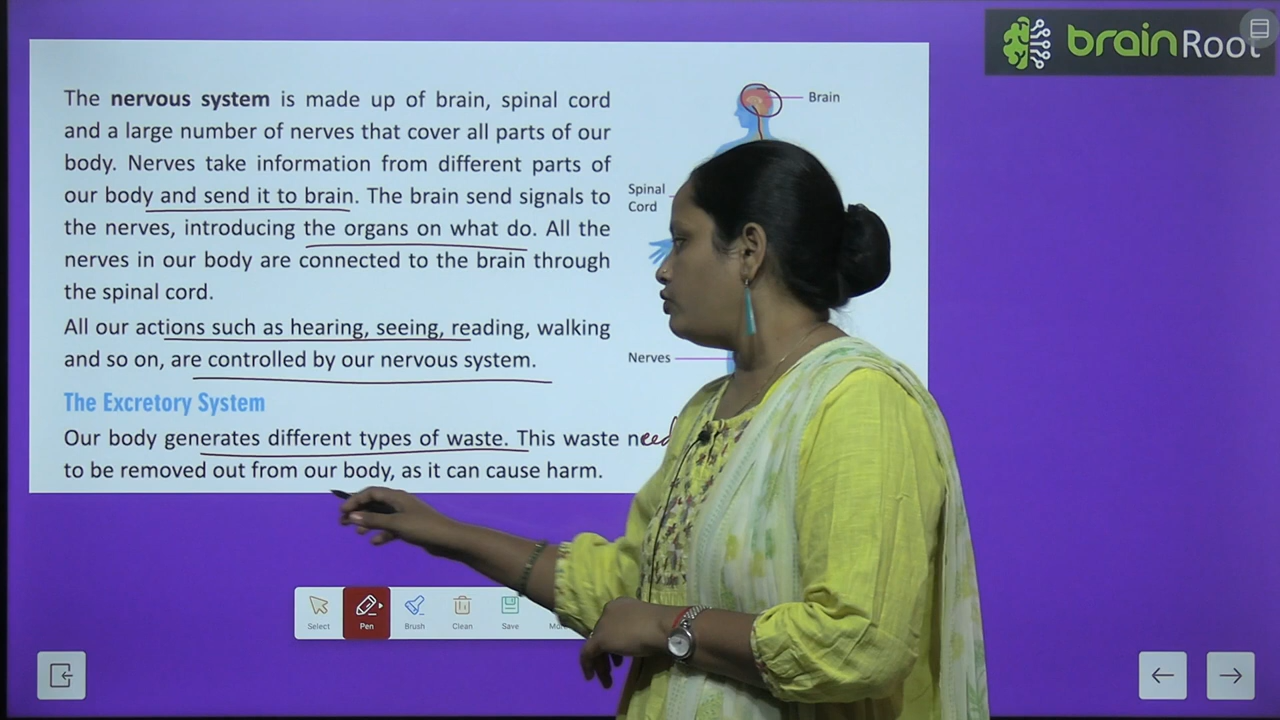 brainRoot
The nervous system is made up of brain, spinal cord
and a large number of nerves that cover all parts of our
body. Nerves take information from different parts of
our body and send it to brain. The brain send signals to
the nerves, introducing the organs on what do. All the
nerves in our body are connected to the brain through
the spinal cord.
All our actions such as hearing, seeing, reading, walking
and so on, are controlled by our nervous system.
The Excretory System
Our body generates different types of waste. This waste need
to be removed out from our body, as it can cause harm.
Brain
Spinal
Cord
Nerves
Select
Pen
Brush
Clean
Save